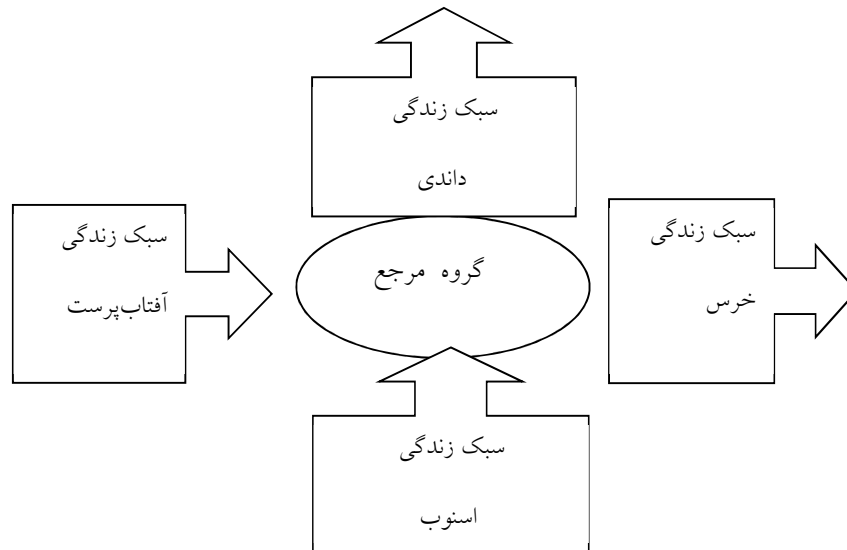 سبک زندگی
داندی
سبک زندگی
خرس
گروه مرجع
سبک زندگی
آفتاب‌پرست
سبک زندگی
اسنوب